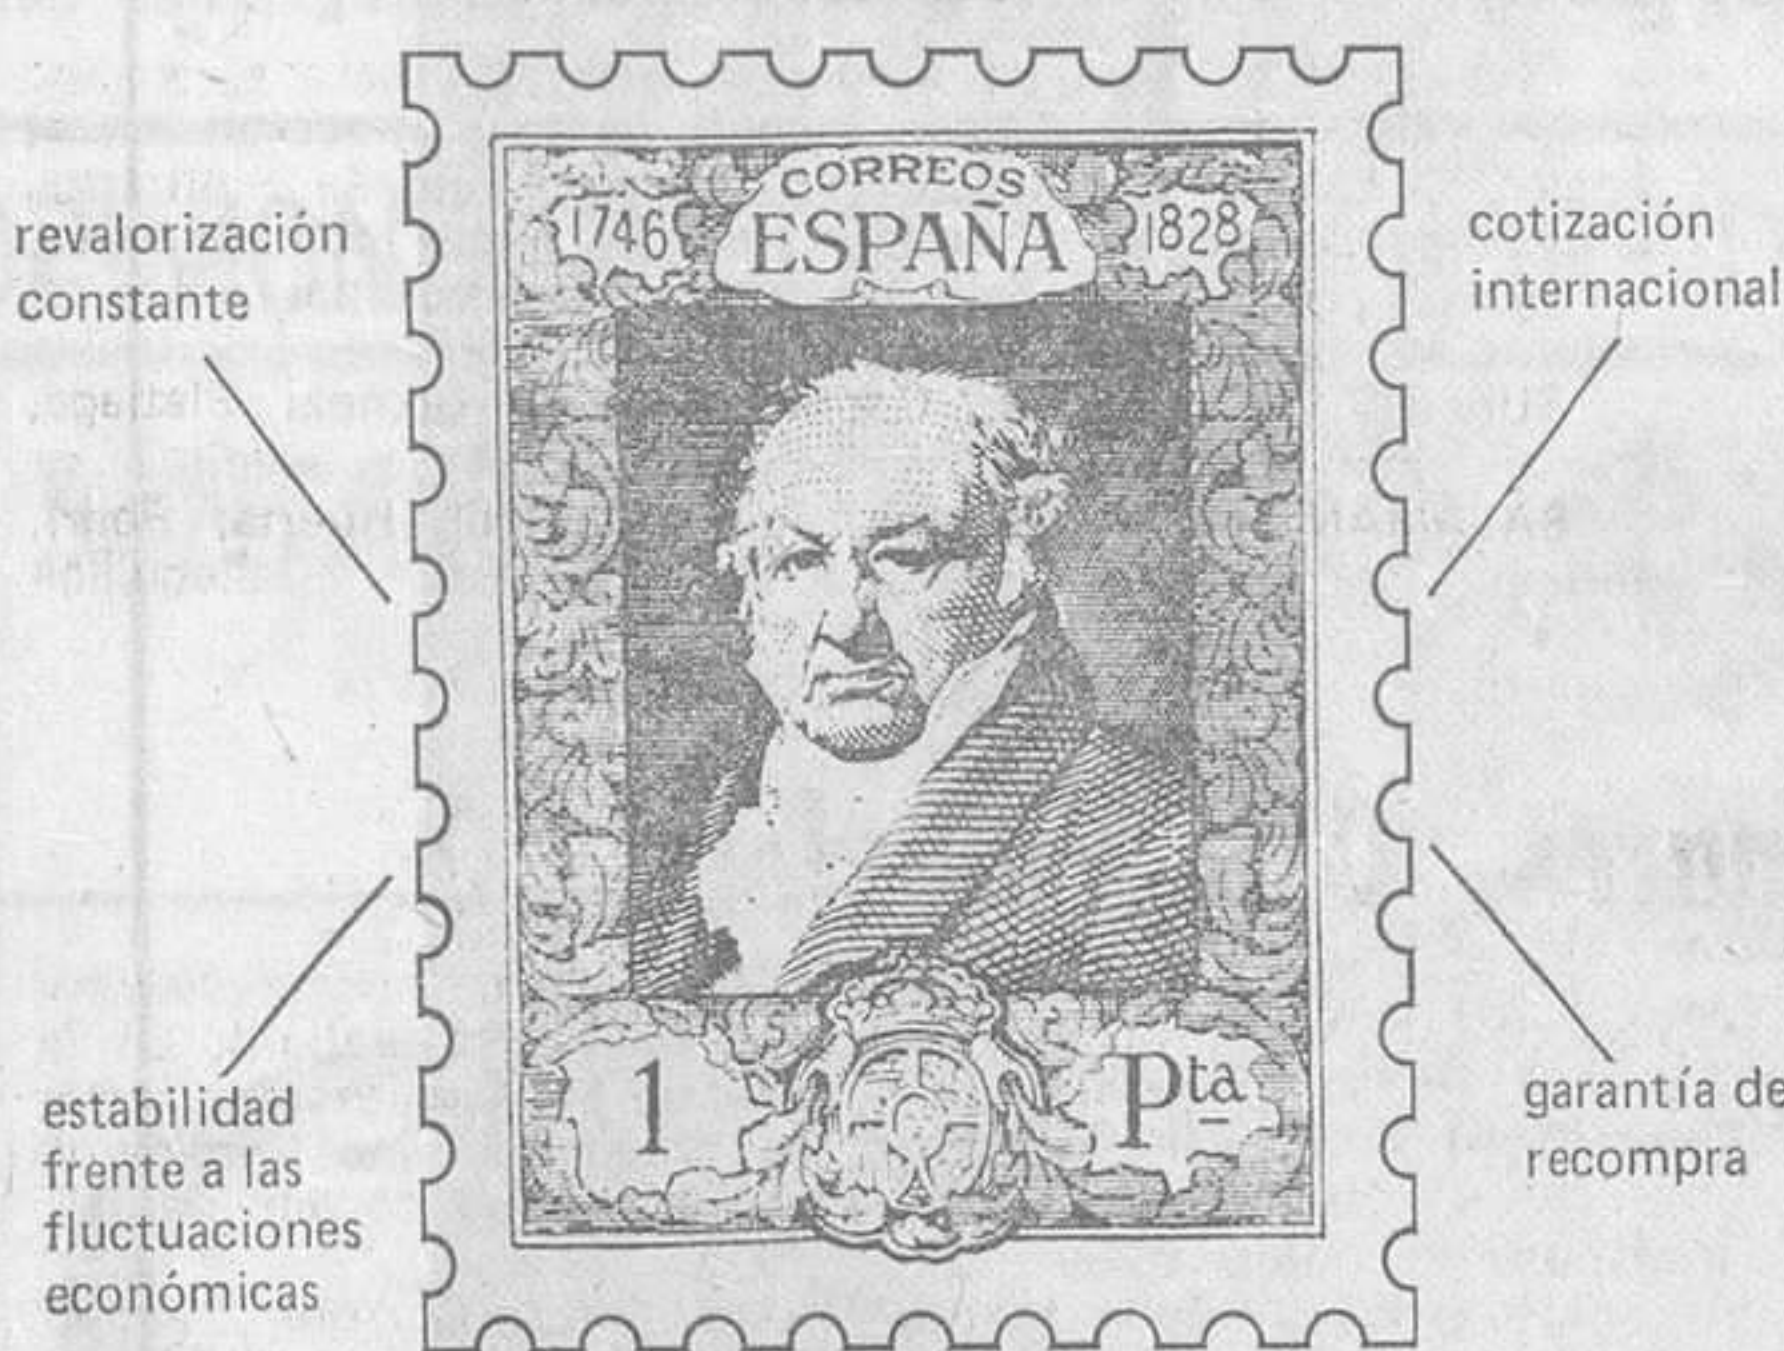 CORREOS
1746 ESPAÑA 1828
revalorización
constante
cotización
internacional
estabilidad
frente a las
fluctuaciones
económicas
1 Pta
garantía de
recompra